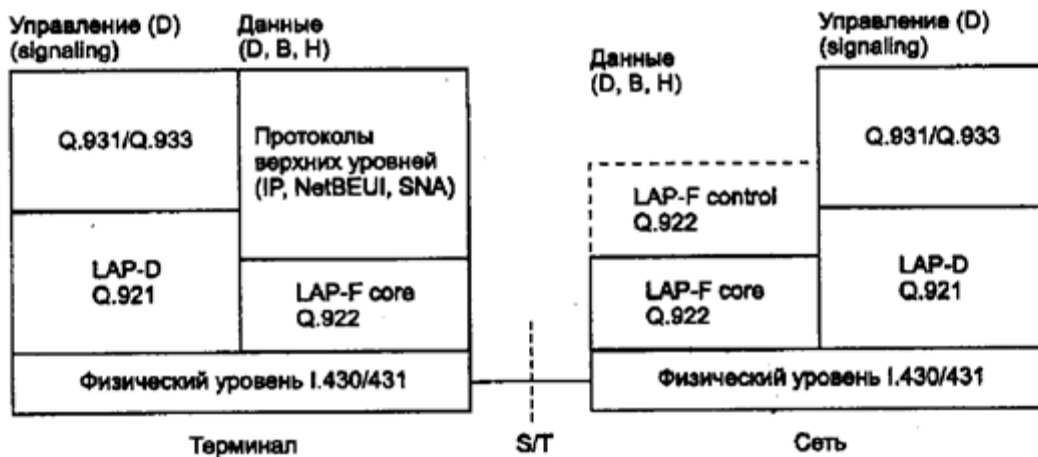 Управление (D)
(signaling)
Данные
(D, B, H)
Q.931/Q.933
Протоколы
верхних уровней
(IP, NetBEUI, SNA)
LAP-D
Q.921
LAP-F core
Q.922
Физический уровень I.430/431
Терминал
S/T
Данные
(D, B, H)
Управление (D)
(signaling)
LAP-F control
Q.922
Q.931/Q.933
LAP-F core
Q.922
LAP-D
Q.921
Физический уровень I.430/431
Сеть